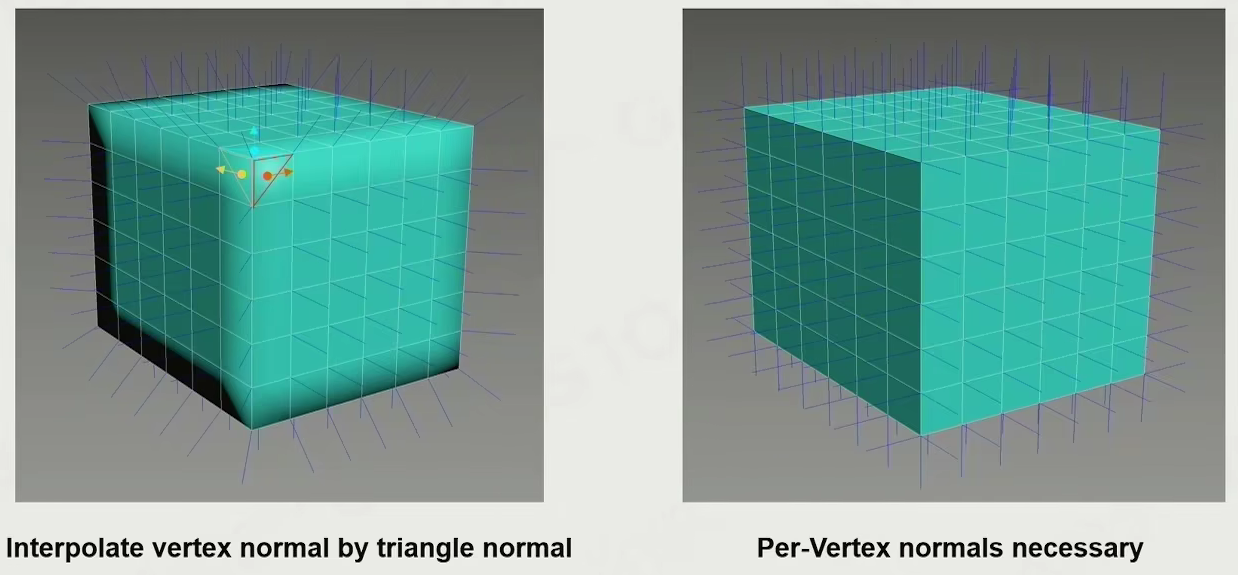 Interpolate vertex normal by triangle normal
Per-Vertex normals necessary